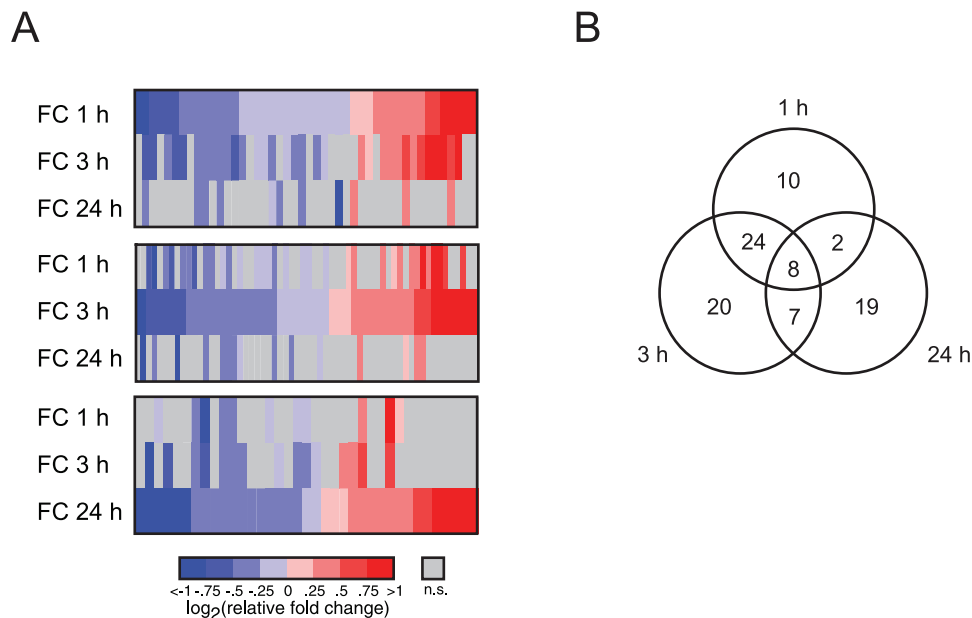 A
FC 1 h
FC 3 h
FC 24 h
FC 1 h
FC 3 h
FC 24 h
FC 1 h
FC 3 h
FC 24 h
<-1 -.75 -.5 -.25 0 .25 .5 .75 >1
n.s.
log2(relative fold change)
B
1 h
10
24
2
8
20
7
19
3 h
24 h